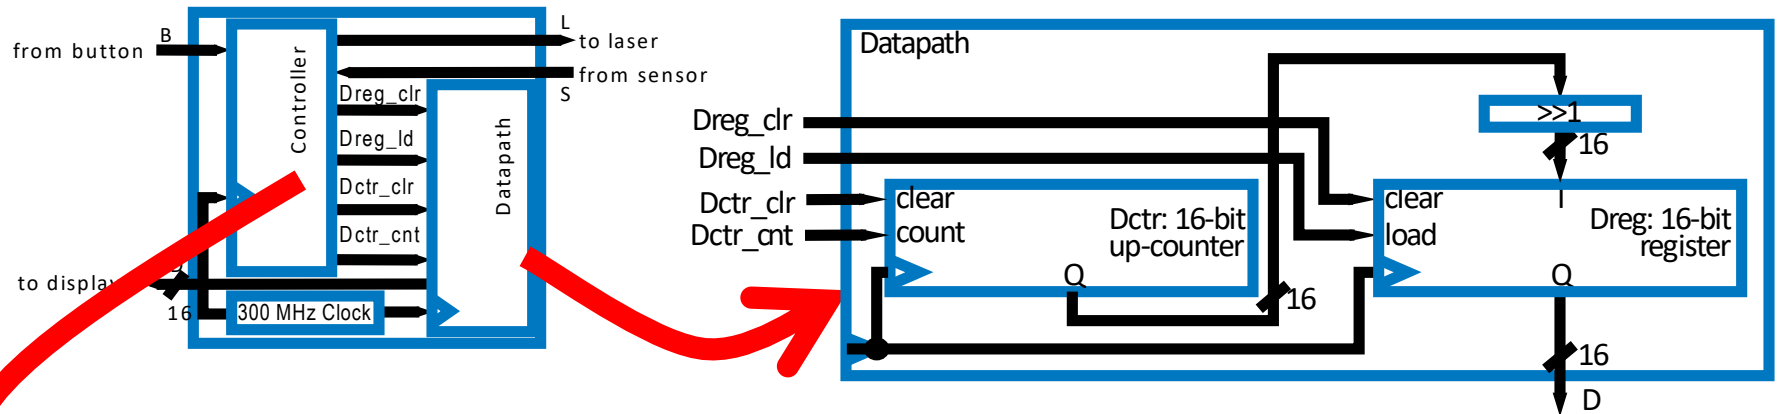 B
from button
Controller
L
to laser
from sensor
S
Dreg_clr
Dreg_ld
Dctr_clr
Dctr_cnt
Datapath
to display
16
300 MHz Clock
Datapath
Dreg_clr
Dreg_ld
Dctr_clr
Dctr_cnt
clear
count
Dctr: 16-bit
up-counter
Q
16
>>1
16
I
clear
load
Dreg: 16-bit
register
Q
16
D